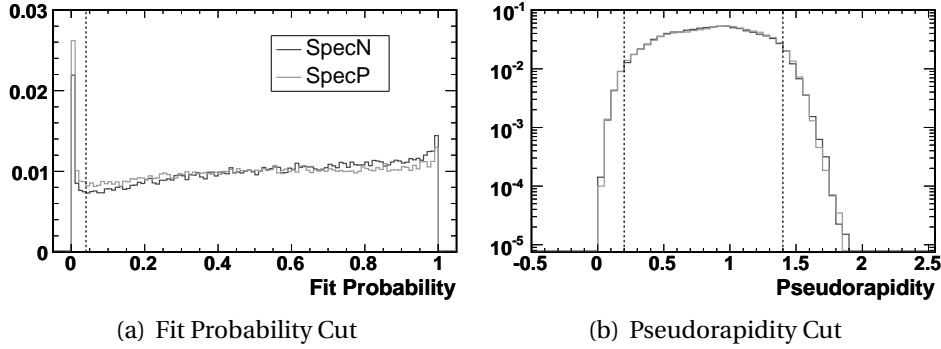 0.03
0.02
0.01
0
SpecN
SpecP
0 0.2 0.4 0.6 0.8 1
Fit Probability
(a) Fit Probability Cut
10-1
10-2
10-3
10-4
10-5
-0.5 0 0.5 1 1.5 2 2.5
Pseudorapidity
(b) Pseudorapidity Cut